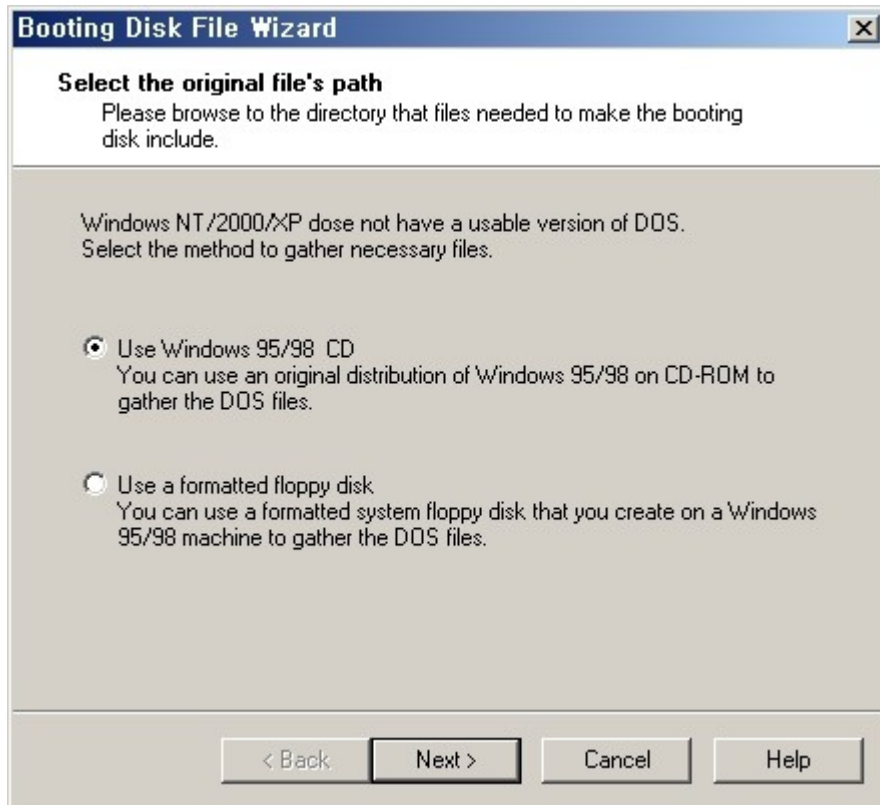 Booting Disk File Wizard
Select the original file's path
Please browse to the directory that files needed to make the booting
disk include.
Windows NT/2000/XP dose not have a usable version of DOS.
Select the method to gather necessary files.
Use Windows 95/98 CD
You can use an original distribution of Windows 95/98 on CD-ROM to
gather the DOS files.
Use a formatted floppy disk
You can use a formatted system floppy disk that you create on a Windows
95/98 machine to gather the DOS files.
< Back
Next >
Cancel
Help